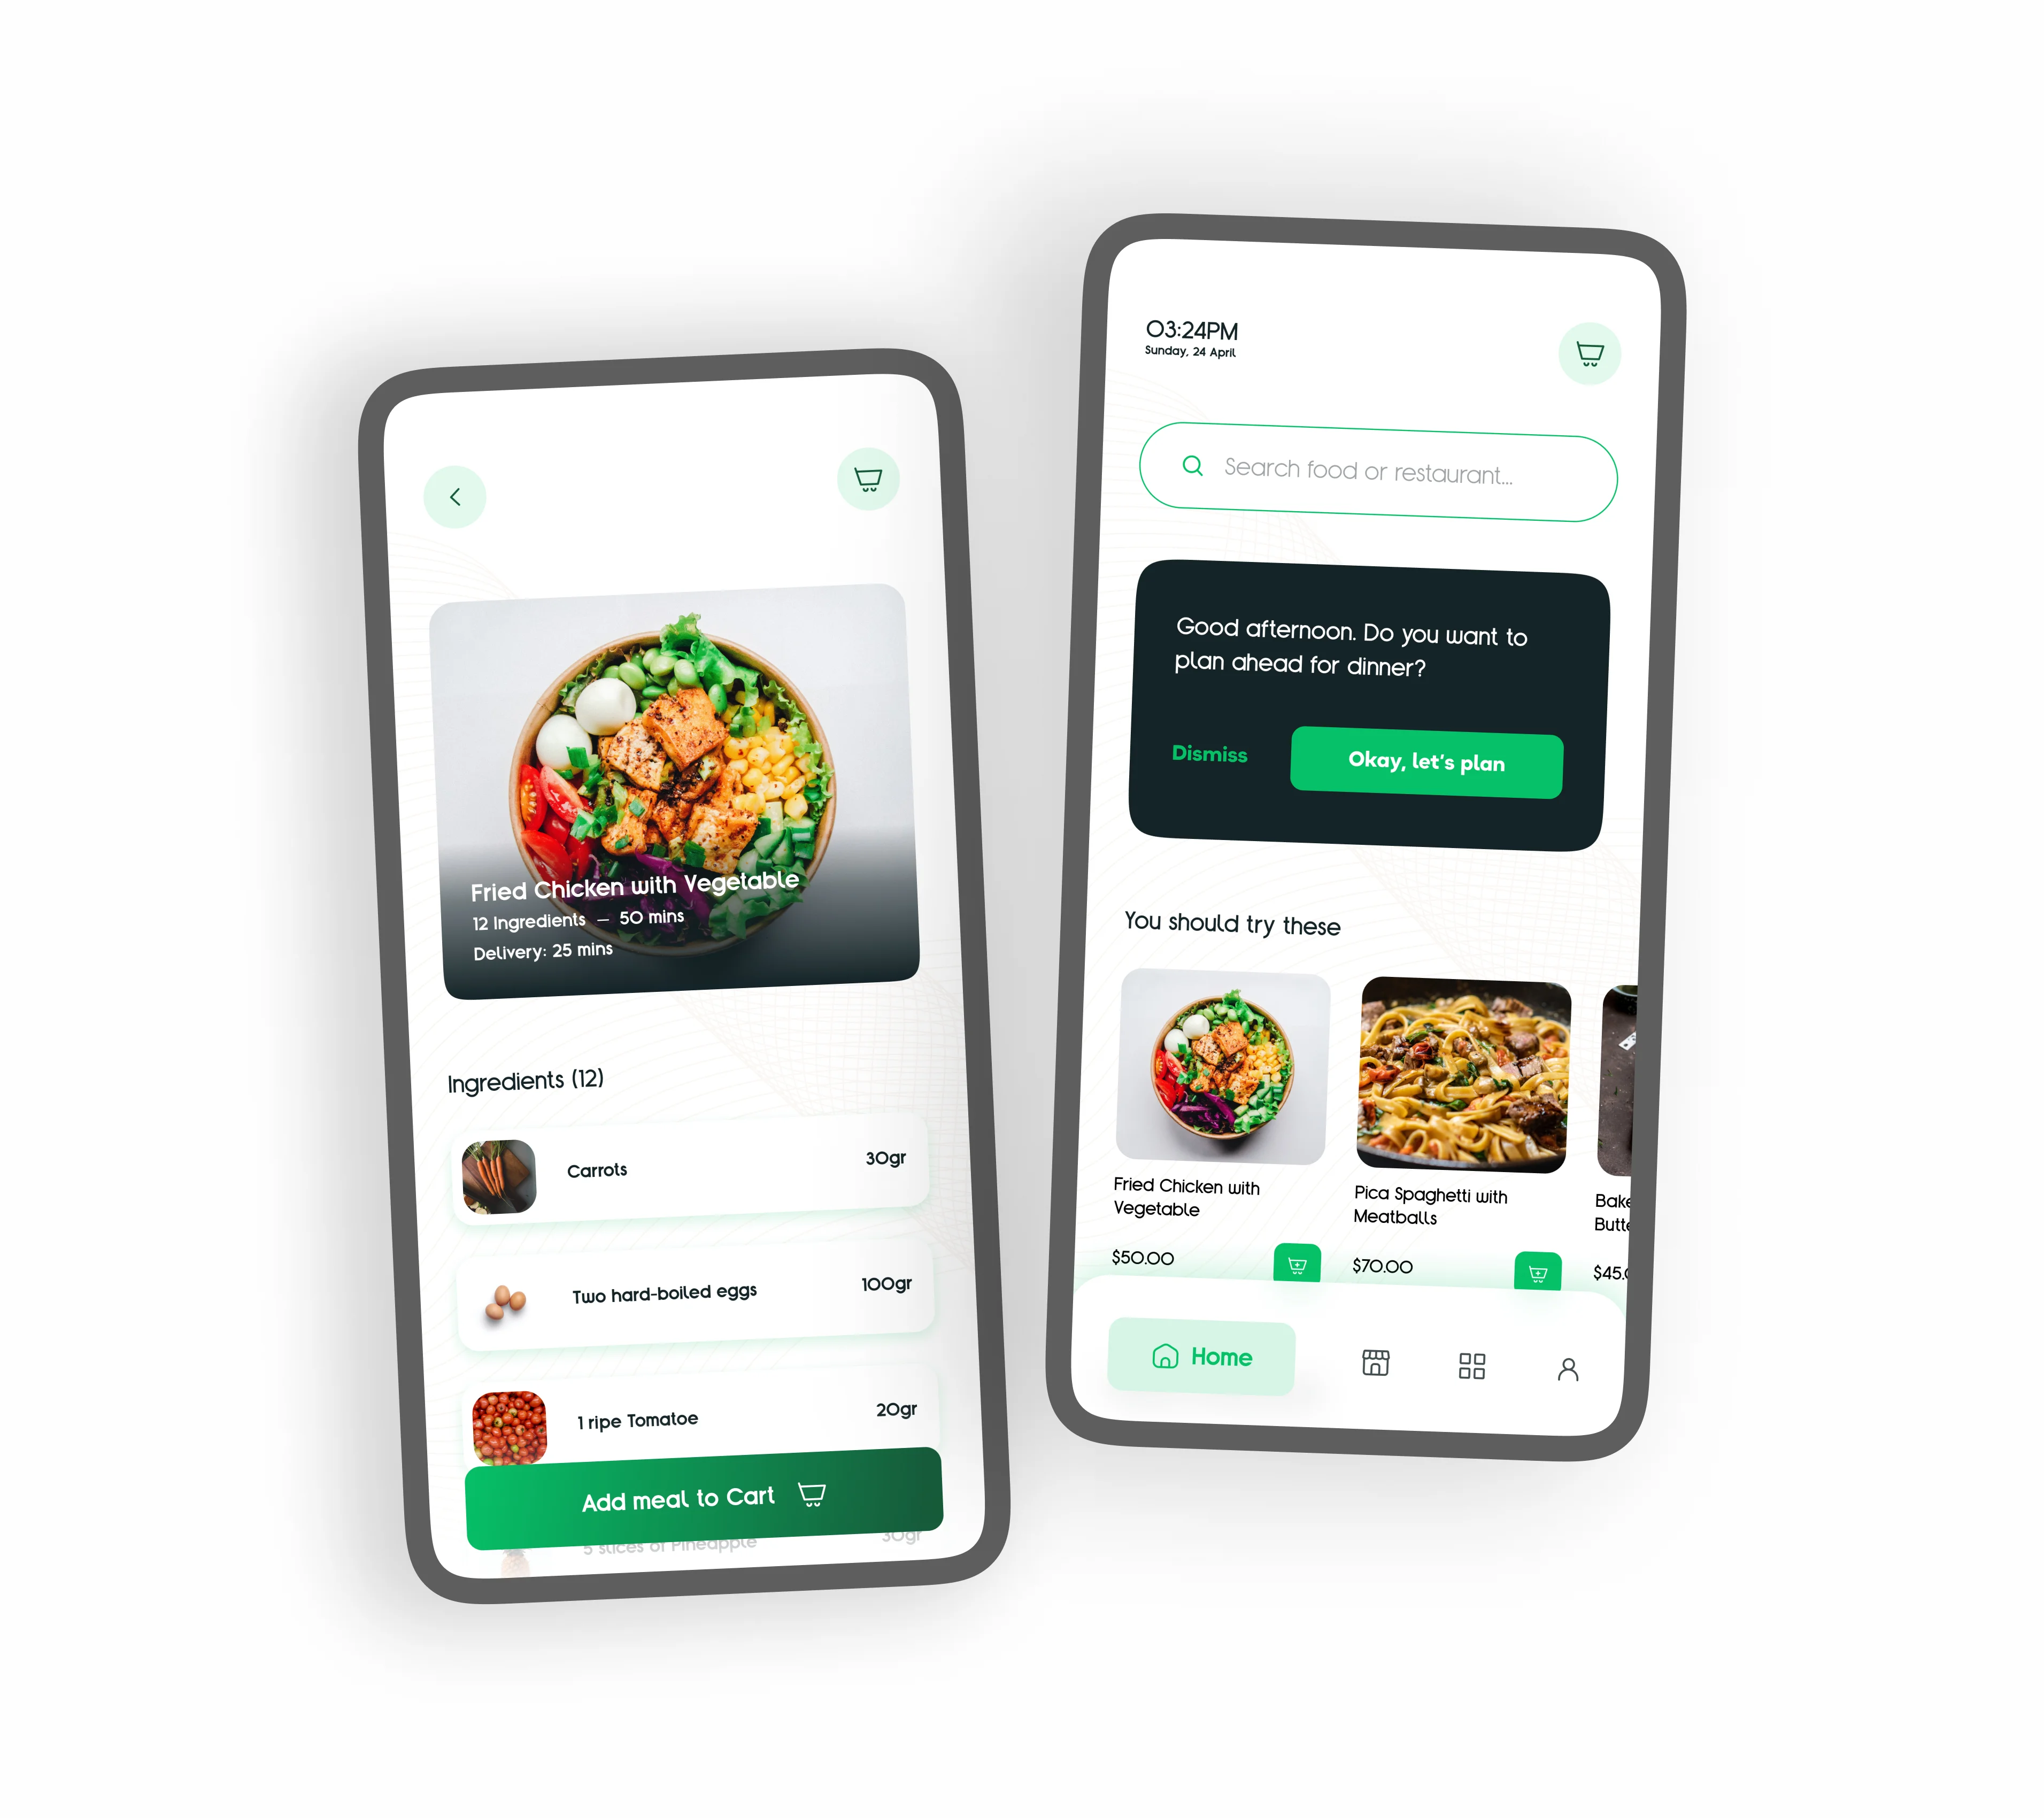 Fried Chicken with Vegetable
12 Ingredients — 50 mins
Delivery: 25 mins
Ingredients (12)
Carrots 30gr
Two hard-boiled eggs 100gr
1 ripe Tomatoe 20gr
Add meal to Cart
5 slices of Pineapple 30gr
03:24PM
Sunday, 24 April
Search food or restaurant...
Good afternoon. Do you want to
plan ahead for dinner?
Dismiss
Okay, let's plan
You should try these
Fried Chicken with
Vegetable
$50.00
Pica Spaghetti with
Meatballs
$70.00
Bake
Butte
$45.
Home